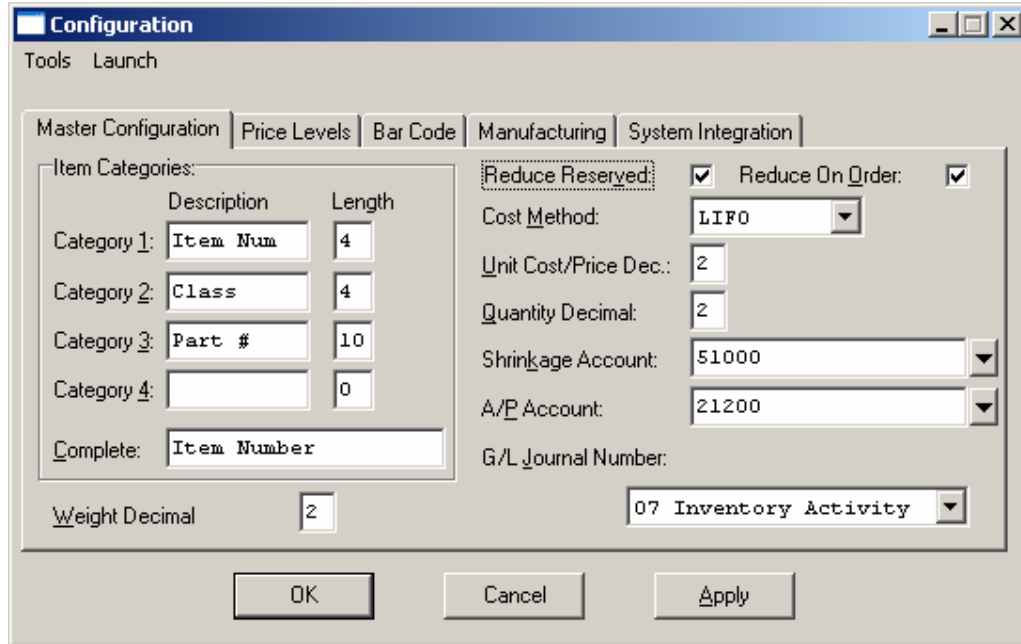 Configuration
Tools Launch
Master Configuration Price Levels Bar Code Manufacturing System Integration
Item Categories:
Description Length
Category 1: Item Num 4
Category 2: Class 4
Category 3: Part # 10
Category 4: 0
Complete: Item Number
Weight Decimal 2
Reduce Reserved: Reduce On Order:
Cost Method: LIFO
Unit Cost/Price Dec.: 2
Quantity Decimal: 2
Shrinkage Account: 51000
A/P Account: 21200
G/L Journal Number:
07 Inventory Activity
OK Cancel Apply